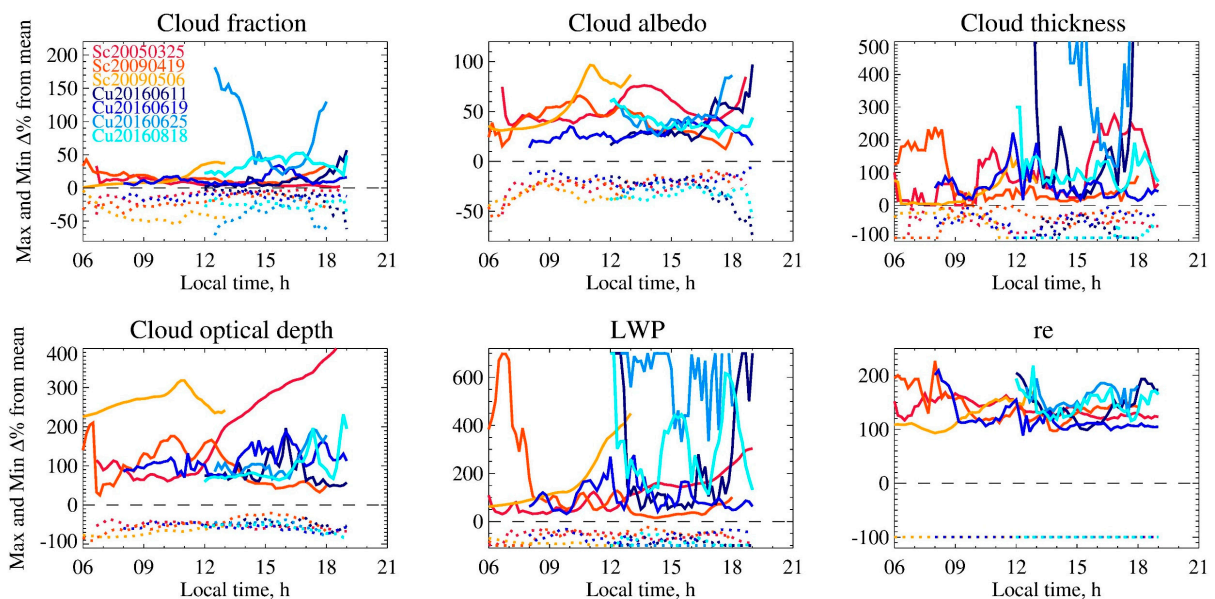 Cloud fraction
Cloud albedo
Cloud thickness
Max and Min Δ% from mean
200
150
100
50
0
-50
Sc20050325
Sc20090419
Sc20090506
Cu20160611
Cu20160619
Cu20160625
Cu20160818
06 09 12 15 18 21
Local time, h
100
50
0
-50
06 09 12 15 18 21
Local time, h
500
400
300
200
100
0
-100
06 09 12 15 18 21
Local time, h
Cloud optical depth
LWP
re
Max and Min Δ% from mean
400
300
200
100
0
-100
06 09 12 15 18 21
Local time, h
600
400
200
0
06 09 12 15 18 21
Local time, h
200
100
0
-100
06 09 12 15 18 21
Local time, h